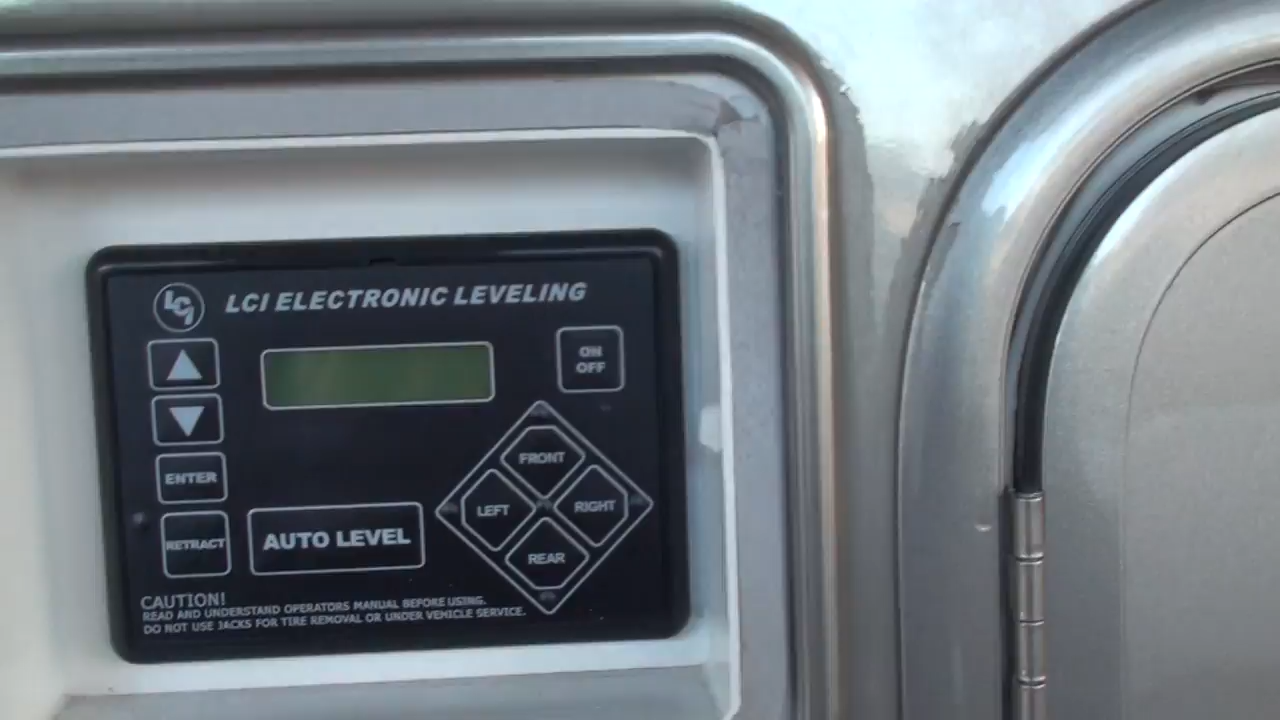 LCI
LCI ELECTRONIC LEVELING
ON
OFF
ENTER
RETRACT
AUTO LEVEL
FRONT
LEFT
RIGHT
REAR
CAUTION!
READ AND UNDERSTAND OPERATORS MANUAL BEFORE USING.
DO NOT USE JACKS FOR TIRE REMOVAL OR UNDER VEHICLE SERVICE.